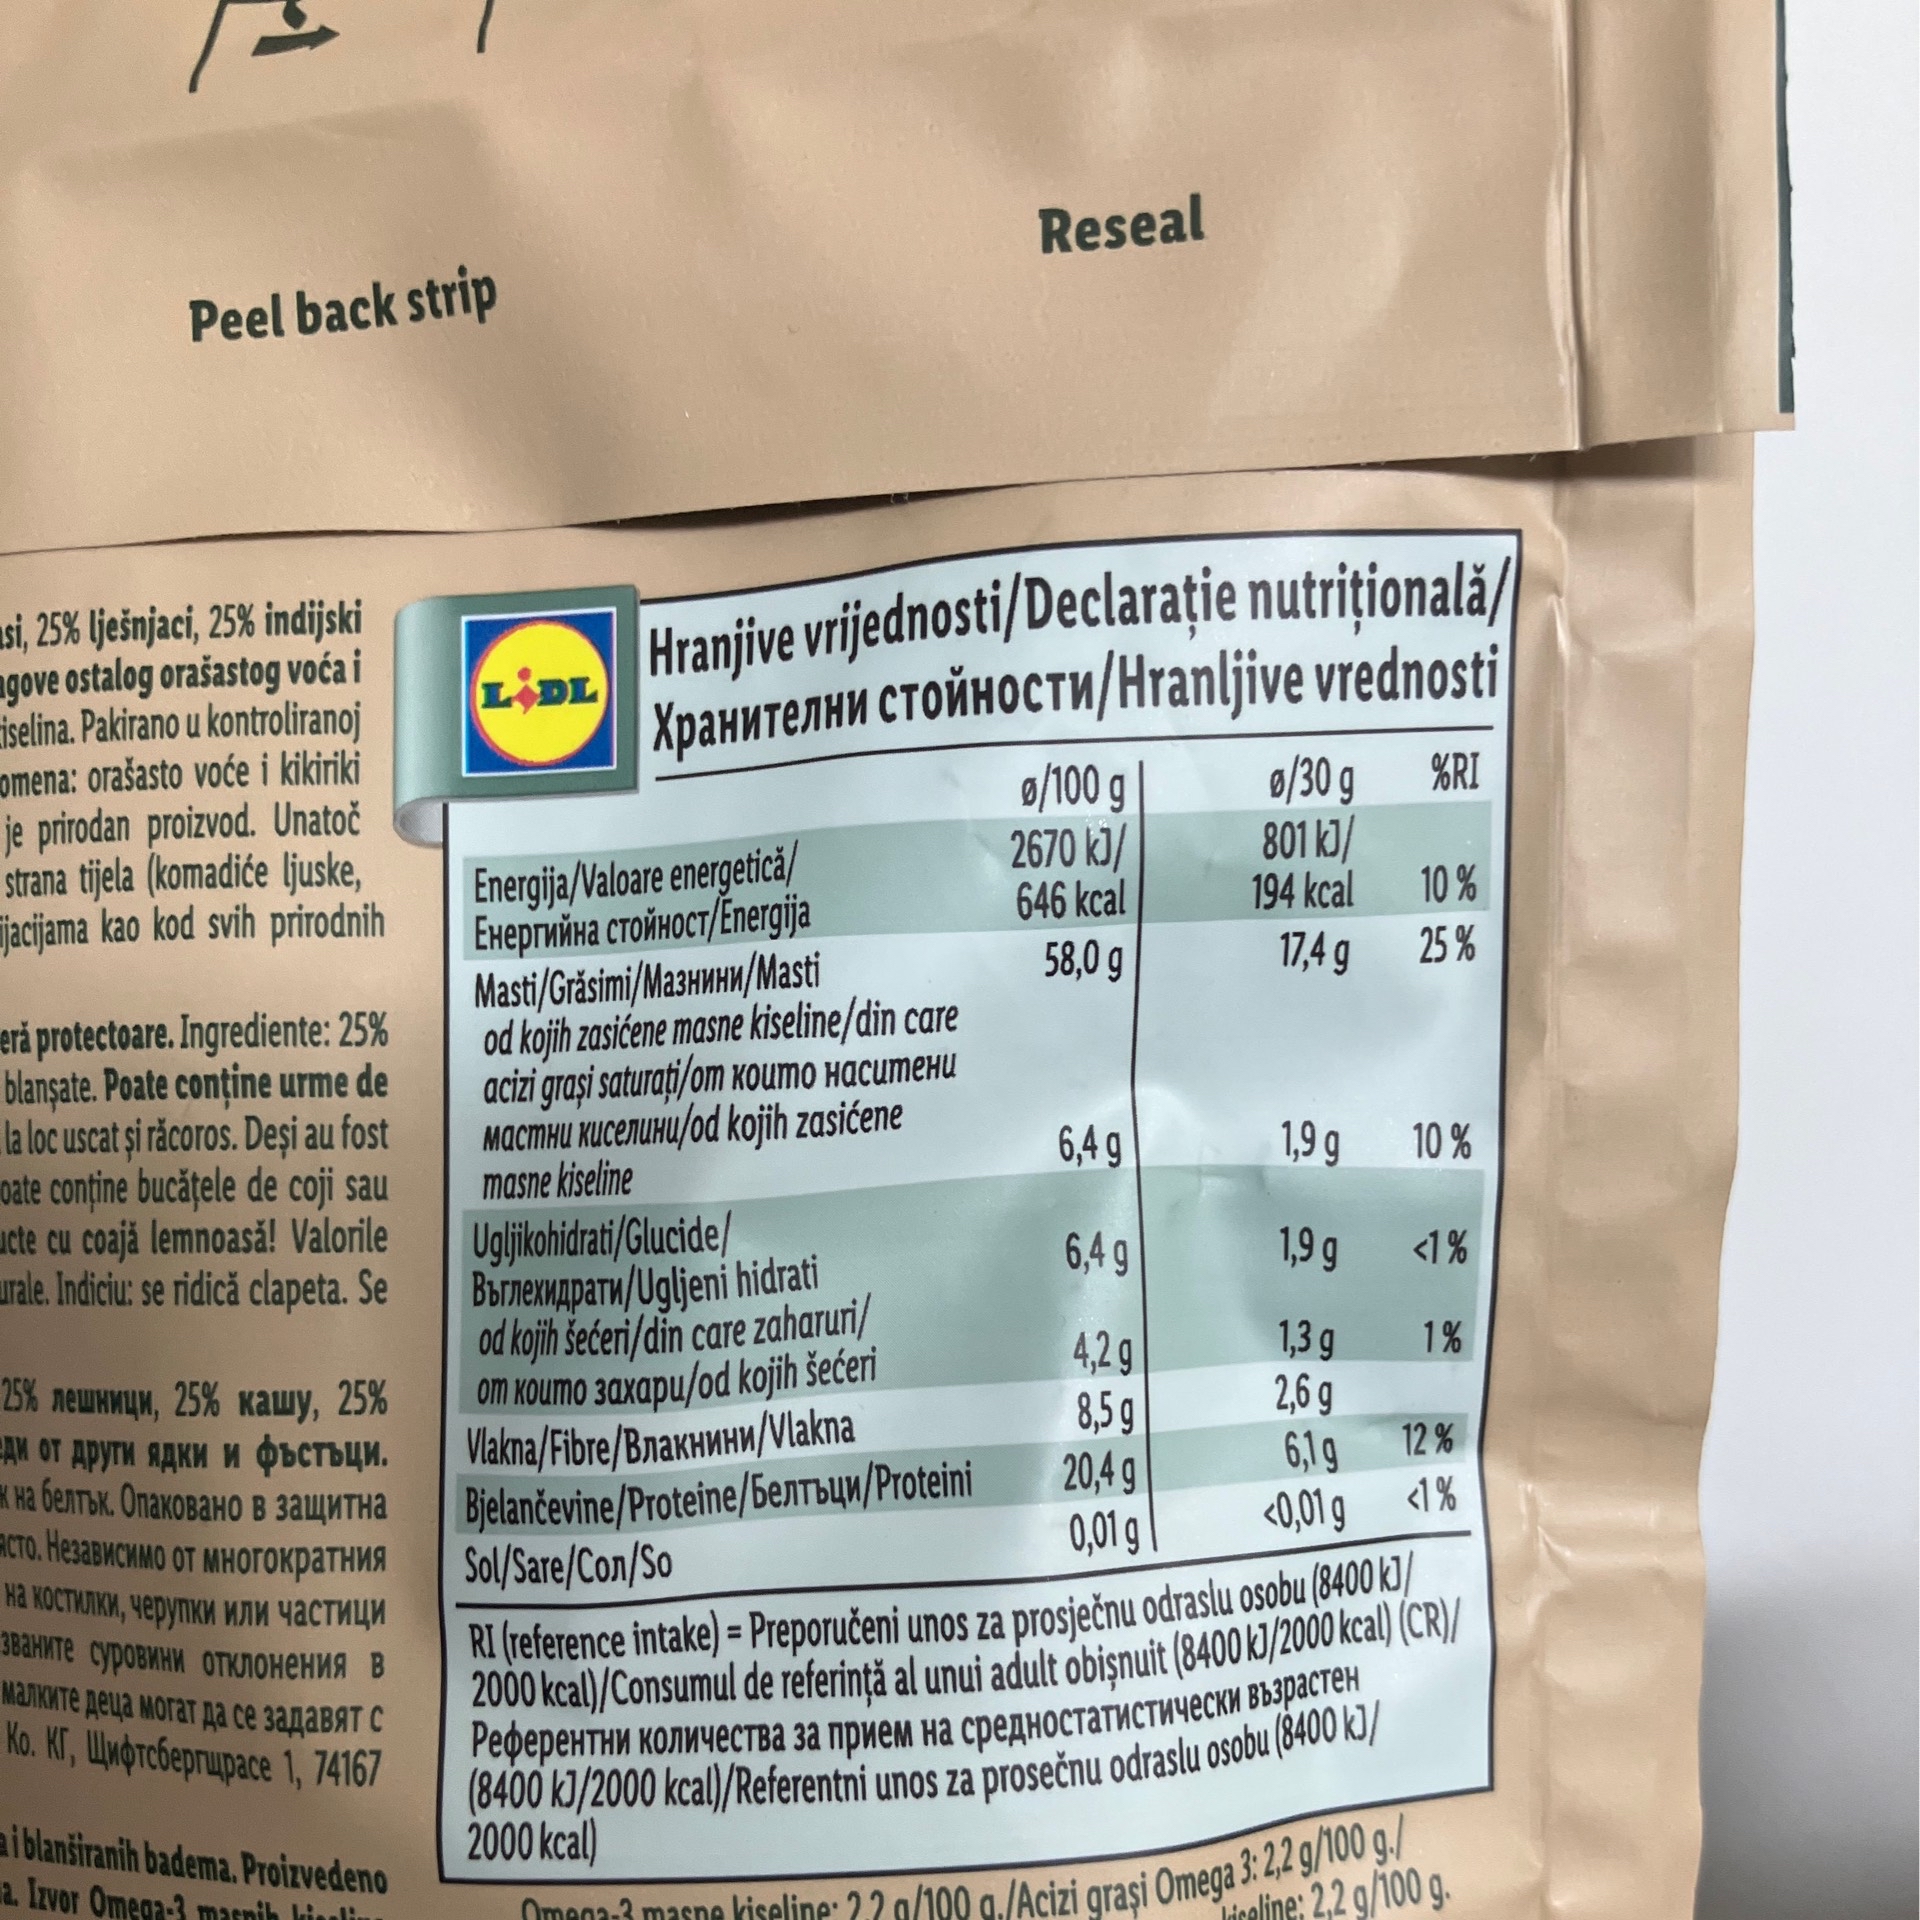 Reseal
Peel back strip
25% lješnjaci, 25% indijski
ostalog orašastog voća i
Pakirano u kontroliranoj
orašasto voće i kikiriki
je prirodan proizvod. Unatoč
strana tijela (komadiće ljuske,
kao kod svih prirodnih
protectoare. Ingrediente: 25%
blanșate. Poate conține urme de
la loc uscat și răcoros. Deși au fost
conține bucățele de coji sau
cu coajă lemnoasă! Valorile
Indiciu: se ridică clapeta. Se
25% лешници, 25% кашу, 25%
от други ядки и фъстъци.
на белтък. Опаковано в защитна
Независимо от многократния
на костилки, черупки или частици
суровини отклонения в
малките деца могат да се задавят с
Ко. КГ, Щифтсбергщрасе 1, 74167
i blanširanih badema. Proizvedeno
Izvor Omega-3 masnih
LIDL
Hranjive vrijednosti/Declarație nutrițională/
Хранителни стойности/Hranljive vrednosti
ø/100 g ø/30 g %RI
Energija/Valoare energetică/ 2670 kJ/ 801 kJ/
Енергийна стойност/Energija 646 kcal 194 kcal 10 %
Masti/Grăsimi/Мазнини/Masti 58,0 g 17,4 g 25 %
od kojih zasićene masne kiseline/din care
acizi grași saturați/от които наситени
мастни киселини/od kojih zasićene
masne kiseline 6,4 g 1,9 g 10 %
Ugljikohidrati/Glucide/
Въглехидрати/Ugljeni hidrati 6,4 g 1,9 g <1 %
od kojih šećeri/din care zaharuri/
от които захари/od kojih šećeri 4,2 g 1,3 g 1 %
Vlakna/Fibre/Влакнини/Vlakna 8,5 g 2,6 g
Bjelančevine/Proteine/Белтъци/Proteini 20,4 g 6,1 g 12 %
Sol/Sare/Сол/So 0,01 g <0,01 g <1 %
RI (reference intake) = Preporučeni unos za prosječnu odraslu osobu (8400 kJ/
2000 kcal)/Consumul de referință al unui adult obișnuit (8400 kJ/2000 kcal) (CR)/
Референтни количества за прием на средностатистически възрастен
(8400 kJ/2000 kcal)/Referentni unos za prosečnu odraslu osobu (8400 kJ/
2000 kcal)
Omega-3 masne kiseline: 2,2 g/100 g./Acizi grași Omega 3: 2,2 g/100 g./
kiseline: 2,2 g/100 g.